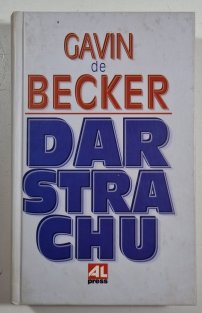 GAVIN
de
BECKER
DAR
STRA
CHU
AL
press